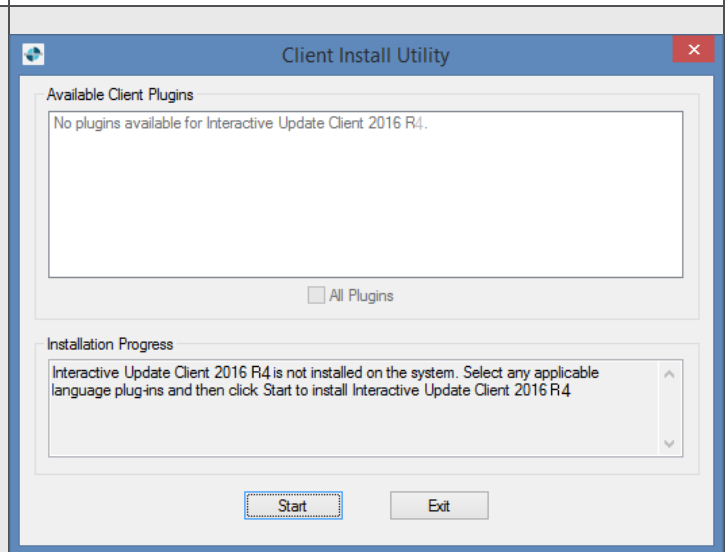 Client Install Utility
Available Client Plugins
No plugins available for Interactive Update Client 2016 R4.
All Plugins
Installation Progress
Interactive Update Client 2016 R4 is not installed on the system. Select any applicable
language plug-ins and then click Start to install Interactive Update Client 2016 R4
Start Exit